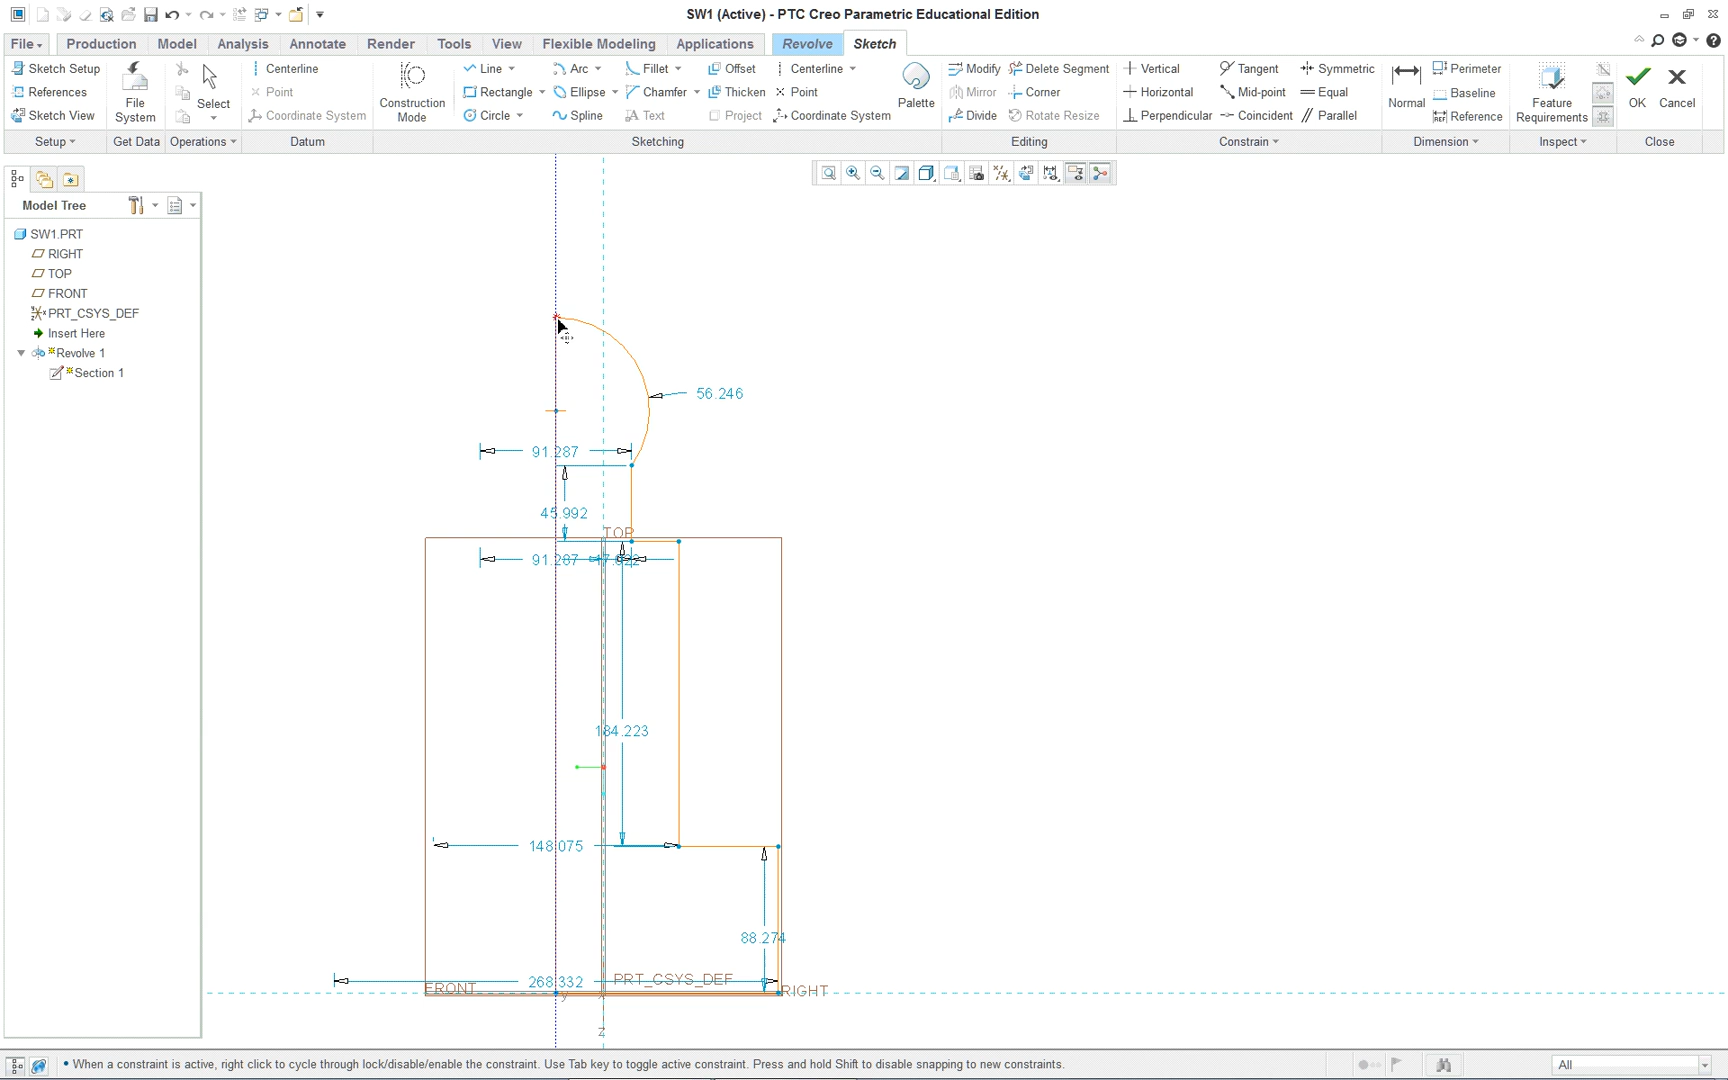 SW1 (Active) - PTC Creo Parametric Educational Edition
File Production Model Analysis Annotate Render Tools View Flexible Modeling Applications Revolve Sketch
Sketch Setup Centerline Line Arc Fillet Offset Centerline Modify Delete Segment Vertical Tangent Symmetric Perimeter
References Point Rectangle Ellipse Chamfer Thicken Point Mirror Corner Horizontal Mid-point Equal Baseline
Sketch View Coordinate System Circle Spline Text Project Coordinate System Divide Rotate Resize Perpendicular Coincident Parallel Reference
File System Select Construction Mode Palette Normal Feature Requirements OK Cancel
Setup Get Data Operations Datum Sketching Editing Constrain Dimension Inspect Close
Model Tree
SW1.PRT
RIGHT
TOP
FRONT
PRT_CSYS_DEF
Insert Here
Revolve 1
Section 1
56.246
91.287
45.992
TOP
91.287
184.223
148.075
88.274
268.332 PRT_CSYS_DEF
FRONT y RIGHT
z
When a constraint is active, right click to cycle through lock/disable/enable the constraint. Use Tab key to toggle active constraint. Press and hold Shift to disable snapping to new constraints.
All